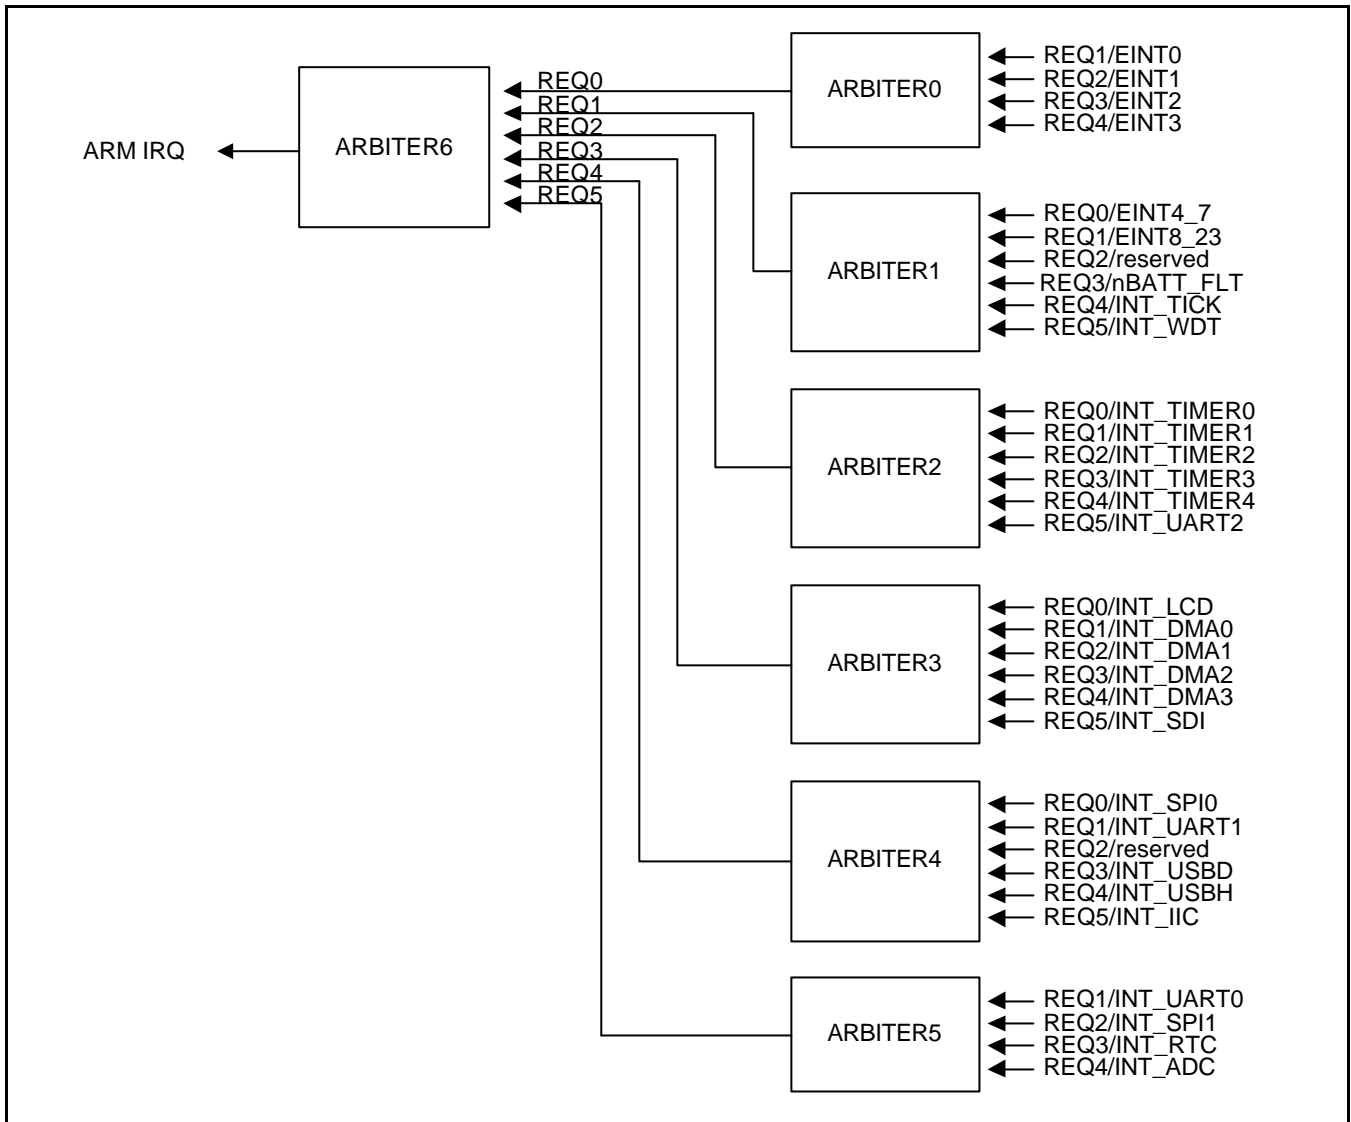 ARM IRQ
ARBITER6
REQ0
REQ1
REQ2
REQ3
REQ4
REQ5
ARBITER0
REQ1/EINT0
REQ2/EINT1
REQ3/EINT2
REQ4/EINT3
ARBITER1
REQ0/EINT4_7
REQ1/EINT8_23
REQ2/reserved
REQ3/nBATT_FLT
REQ4/INT_TICK
REQ5/INT_WDT
ARBITER2
REQ0/INT_TIMER0
REQ1/INT_TIMER1
REQ2/INT_TIMER2
REQ3/INT_TIMER3
REQ4/INT_TIMER4
REQ5/INT_UART2
ARBITER3
REQ0/INT_LCD
REQ1/INT_DMA0
REQ2/INT_DMA1
REQ3/INT_DMA2
REQ4/INT_DMA3
REQ5/INT_SDI
ARBITER4
REQ0/INT_SPI0
REQ1/INT_UART1
REQ2/reserved
REQ3/INT_USBD
REQ4/INT_USBH
REQ5/INT_IIC
ARBITER5
REQ1/INT_UART0
REQ2/INT_SPI1
REQ3/INT_RTC
REQ4/INT_ADC